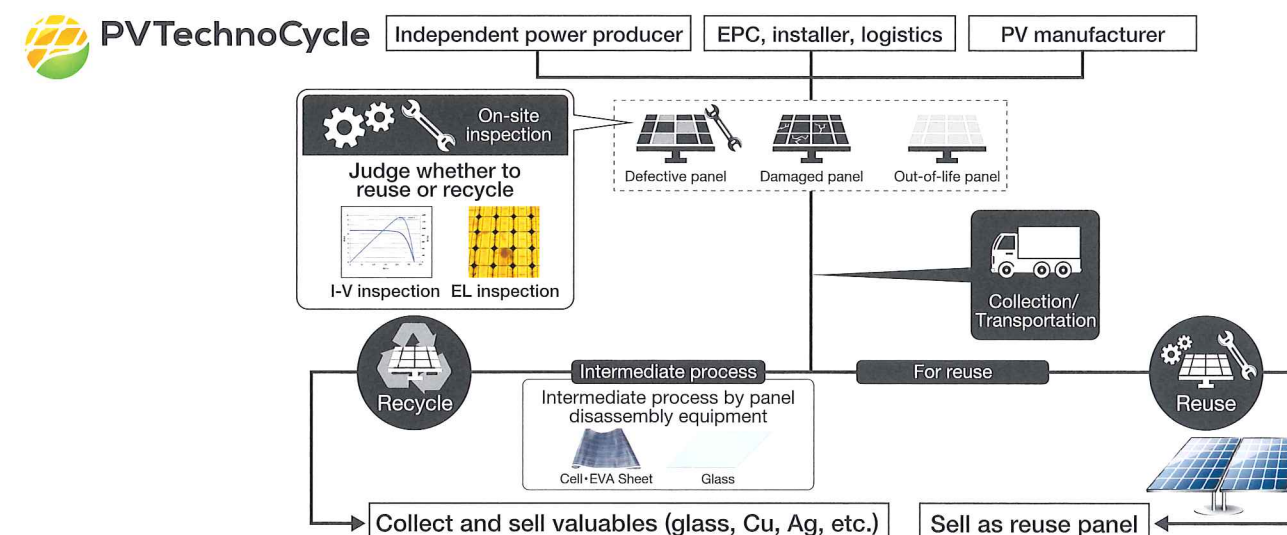 PVTechnoCycle
Independent power producer
EPC, installer, logistics
PV manufacturer
On-site
inspection
Judge whether to
reuse or recycle
I-V inspection
EL inspection
Defective panel
Damaged panel
Out-of-life panel
Collection/
Transportation
Recycle
Intermediate process
For reuse
Reuse
Intermediate process by panel
disassembly equipment
Cell・EVA Sheet
Glass
Collect and sell valuables (glass, Cu, Ag, etc.)
Sell as reuse panel